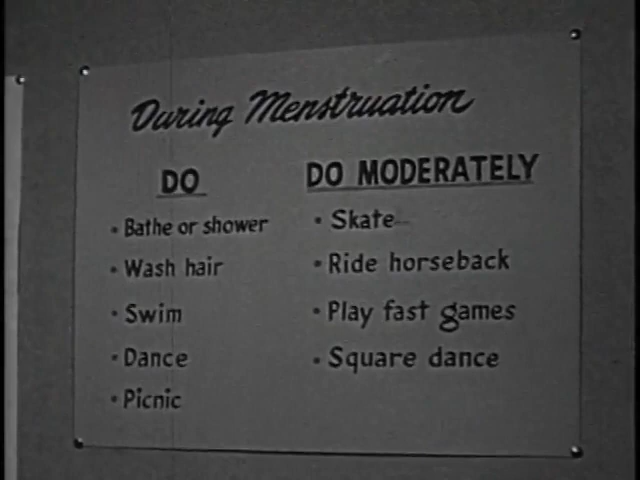 During Menstruation
DO
• Bathe or shower
• Wash hair
• Swim
• Dance
• Picnic
DO MODERATELY
• Skate
• Ride horseback
• Play fast games
• Square dance